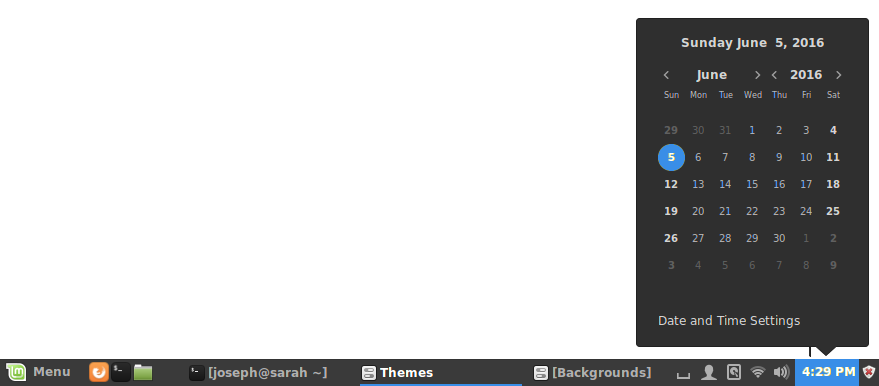 Sunday June  5, 2016
June 2016
Sun Mon Tue Wed Thu Fri Sat
29 30 31 1 2 3 4
5 6 7 8 9 10 11
12 13 14 15 16 17 18
19 20 21 22 23 24 25
26 27 28 29 30 1 2
3 4 5 6 7 8 9
Date and Time Settings
Menu $_ $_ [joseph@sarah ~] Themes [Backgrounds] 4:29 PM